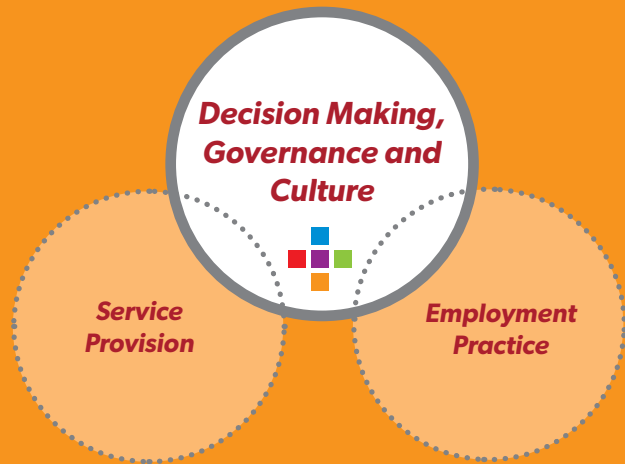 Decision Making,
Governance and
Culture
Service
Provision
Employment
Practice